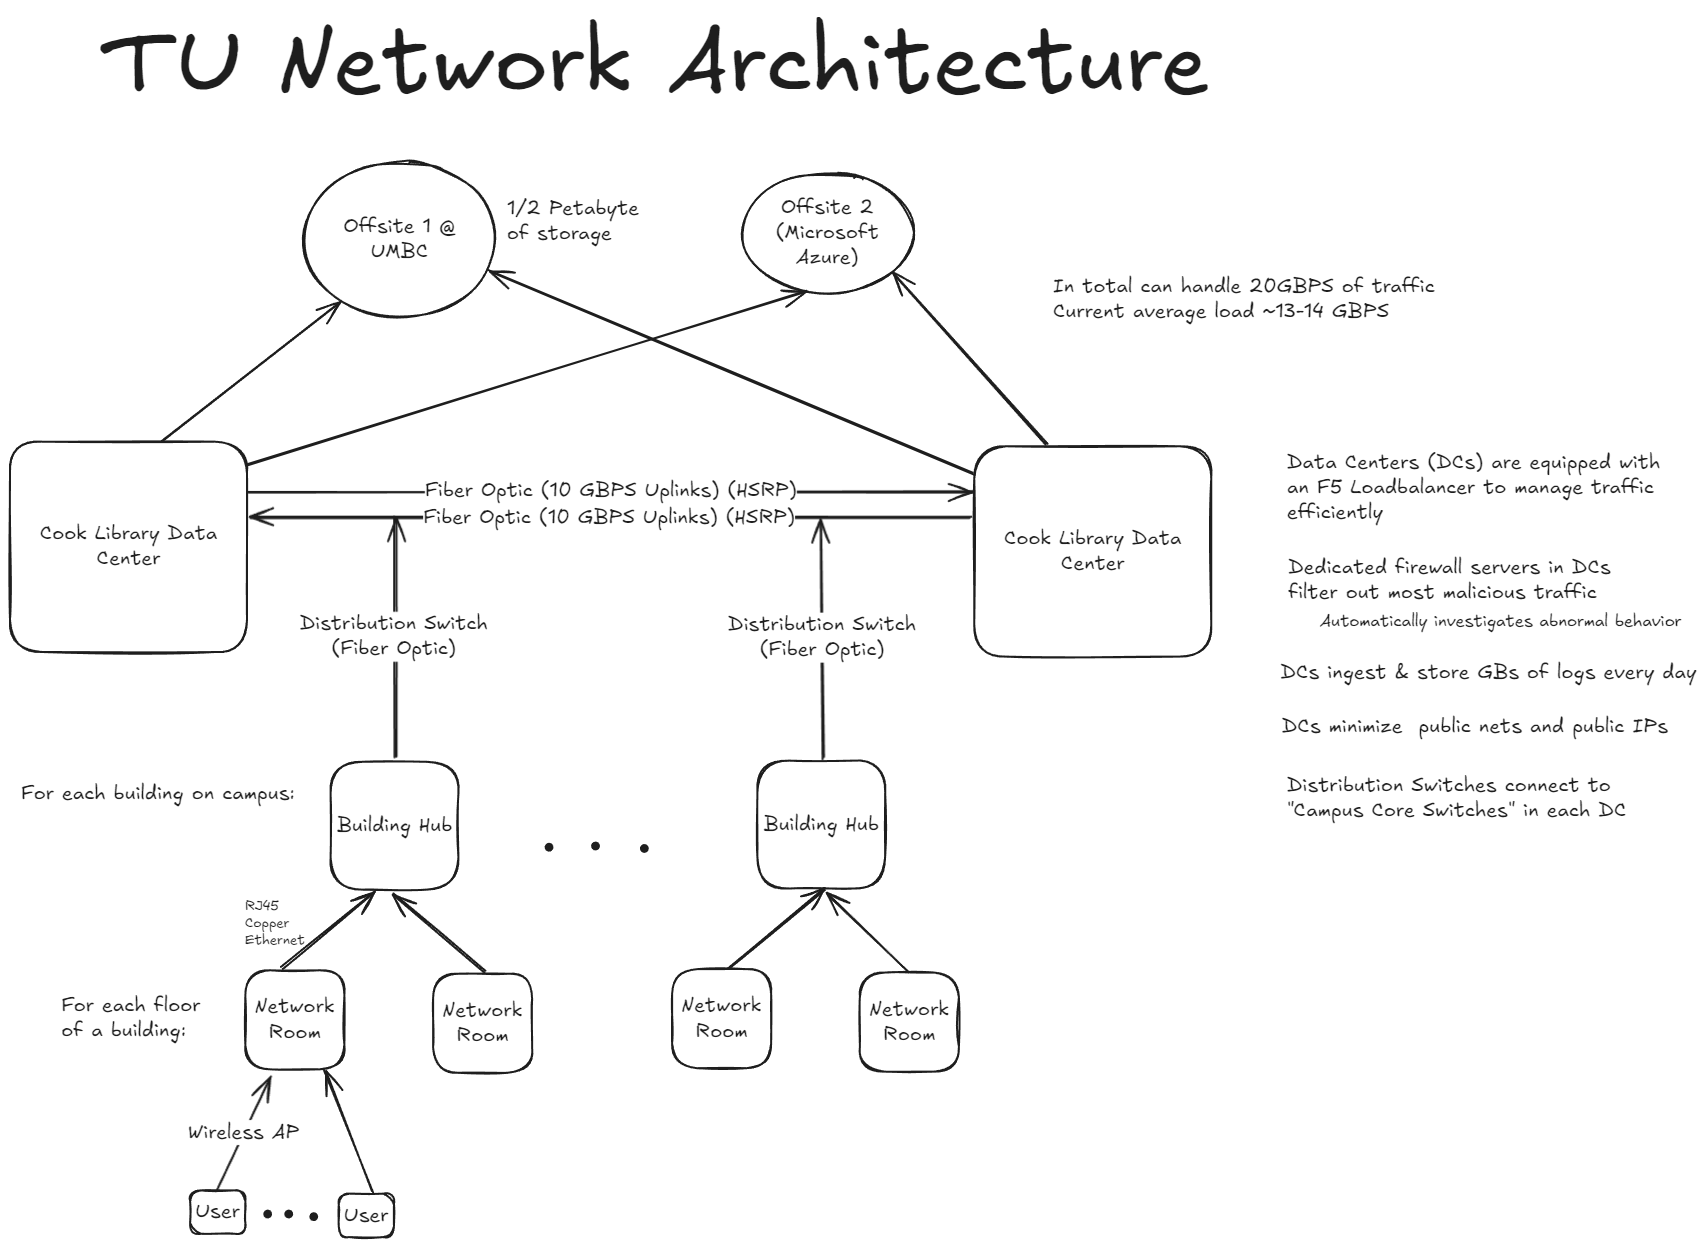 TU Network Architecture
Offsite 1 @
UMBC
1/2 Petabyte
of storage
Offsite 2
(Microsoft
Azure)
In total can handle 20GBPS of traffic
Current average load ~13-14 GBPS
Cook Library Data
Center
Fiber Optic (10 GBPS Uplinks) (HSRP)
Fiber Optic (10 GBPS Uplinks) (HSRP)
Cook Library Data
Center
Data Centers (DCs) are equipped with
an F5 Loadbalancer to manage traffic
efficiently
Dedicated firewall servers in DCs
filter out most malicious traffic
Automatically investigates abnormal behavior
DCs ingest & store GBs of logs every day
DCs minimize public nets and public IPs
Distribution Switches connect to
"Campus Core Switches" in each DC
Distribution Switch
(Fiber Optic)
Distribution Switch
(Fiber Optic)
For each building on campus:
Building Hub
Building Hub
RJ45
Copper
Ethernet
For each floor
of a building:
Network
Room
Network
Room
Network
Room
Network
Room
Wireless AP
User
User